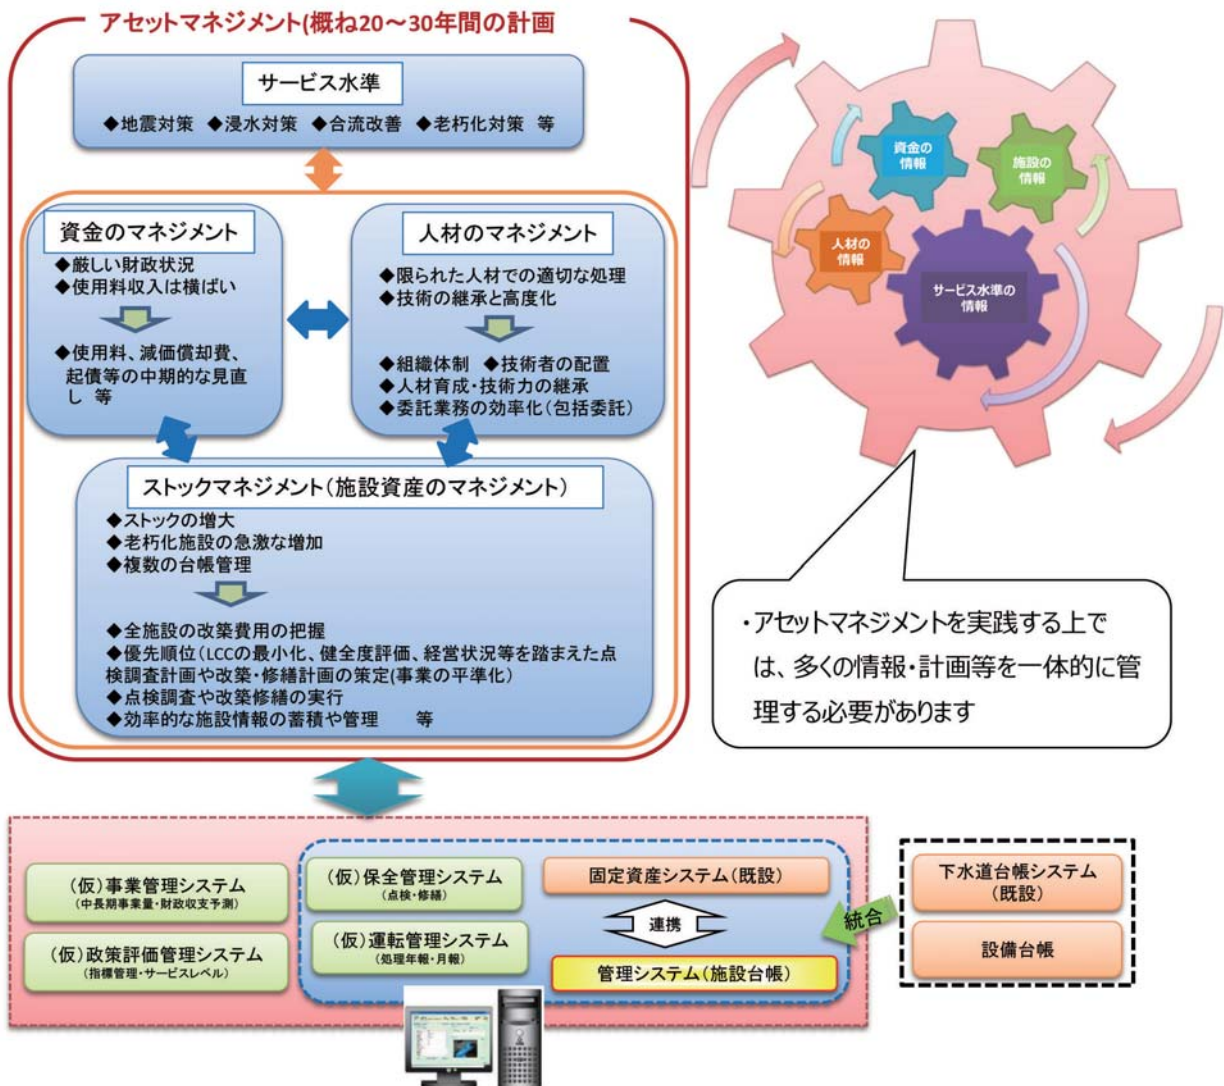 アセットマネジメント(概ね20～30年間の計画
サービス水準
◆地震対策 ◆浸水対策 ◆合流改善 ◆老朽化対策 等
資金のマネジメント
◆厳しい財政状況
◆使用料収入は横ばい
◆使用料、減価償却費、
起債等の中期的な見直
し 等
人材のマネジメント
◆限られた人材での適切な処理
◆技術の継承と高度化
◆組織体制 ◆技術者の配置
◆人材育成・技術力の継承
◆委託業務の効率化(包括委託)
ストックマネジメント(施設資産のマネジメント)
◆ストックの増大
◆老朽化施設の急激な増加
◆複数の台帳管理
◆全施設の改築費用の把握
◆優先順位(LCCの最小化、健全度評価、経営状況等を踏まえた点
検調査計画や改築・修繕計画の策定(事業の平準化)
◆点検調査や改築修繕の実行
◆効率的な施設情報の蓄積や管理 等
資金の
情報
施設の
情報
人材の
情報
サービス水準の
情報
・アセットマネジメントを実践する上で
は、多くの情報・計画等を一体的に管
理する必要があります
(仮)事業管理システム
(中長期事業量・財政収支予測)
(仮)政策評価管理システム
(指標管理・サービスレベル)
(仮)保全管理システム
(点検・修繕)
(仮)運転管理システム
(処理年報・月報)
固定資産システム(既設)
連携
管理システム(施設台帳)
統合
下水道台帳システム
(既設)
設備台帳